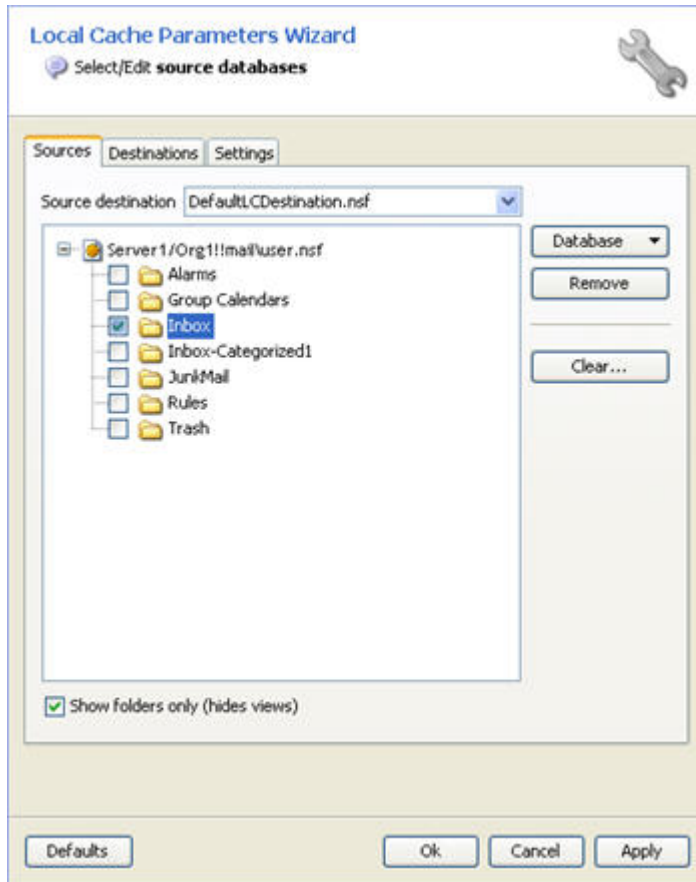 Local Cache Parameters Wizard
Select/Edit source databases
Sources Destinations Settings
Source destination DefaultLCDestination.nsf
Server1/Org1!!mail\user.nsf
Alarms
Group Calendars
Inbox
Inbox-Categorized1
JunkMail
Rules
Trash
Database
Remove
Clear...
Show folders only (hides views)
Defaults Ok Cancel Apply